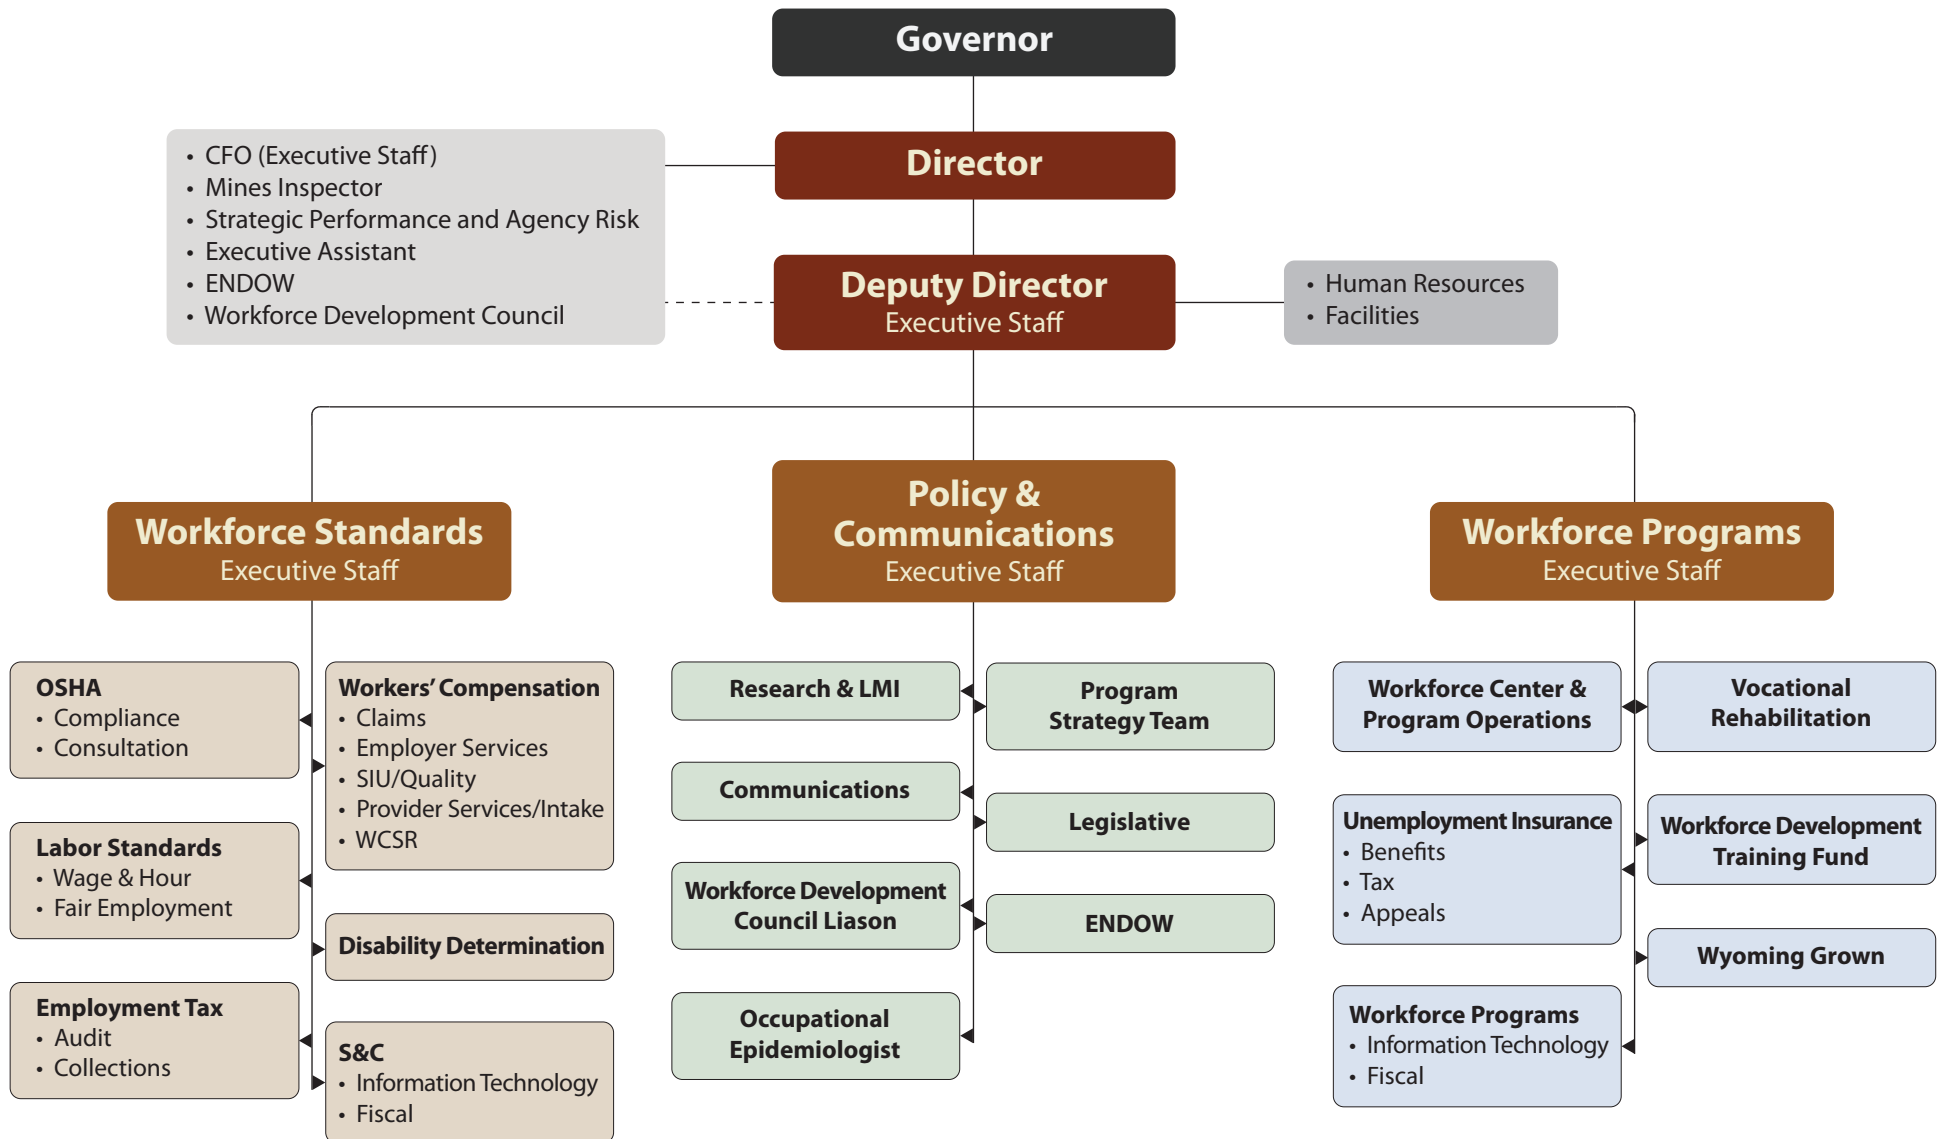 Governor
• CFO (Executive Staff)
• Mines Inspector
• Strategic Performance and Agency Risk
• Executive Assistant
• ENDOW
• Workforce Development Council
Director
Deputy Director
Executive Staff
• Human Resources
• Facilities
Workforce Standards
Executive Staff
Policy &
Communications
Executive Staff
Workforce Programs
Executive Staff
OSHA
• Compliance
• Consultation
Workers’ Compensation
• Claims
• Employer Services
• SIU/Quality
• Provider Services/Intake
• WCSR
Labor Standards
• Wage & Hour
• Fair Employment
Disability Determination
Employment Tax
• Audit
• Collections
S&C
• Information Technology
• Fiscal
Research & LMI
Program
Strategy Team
Communications
Legislative
Workforce Development
Council Liason
ENDOW
Occupational
Epidemiologist
Workforce Center &
Program Operations
Vocational
Rehabilitation
Unemployment Insurance
• Benefits
• Tax
• Appeals
Workforce Development
Training Fund
Wyoming Grown
Workforce Programs
• Information Technology
• Fiscal